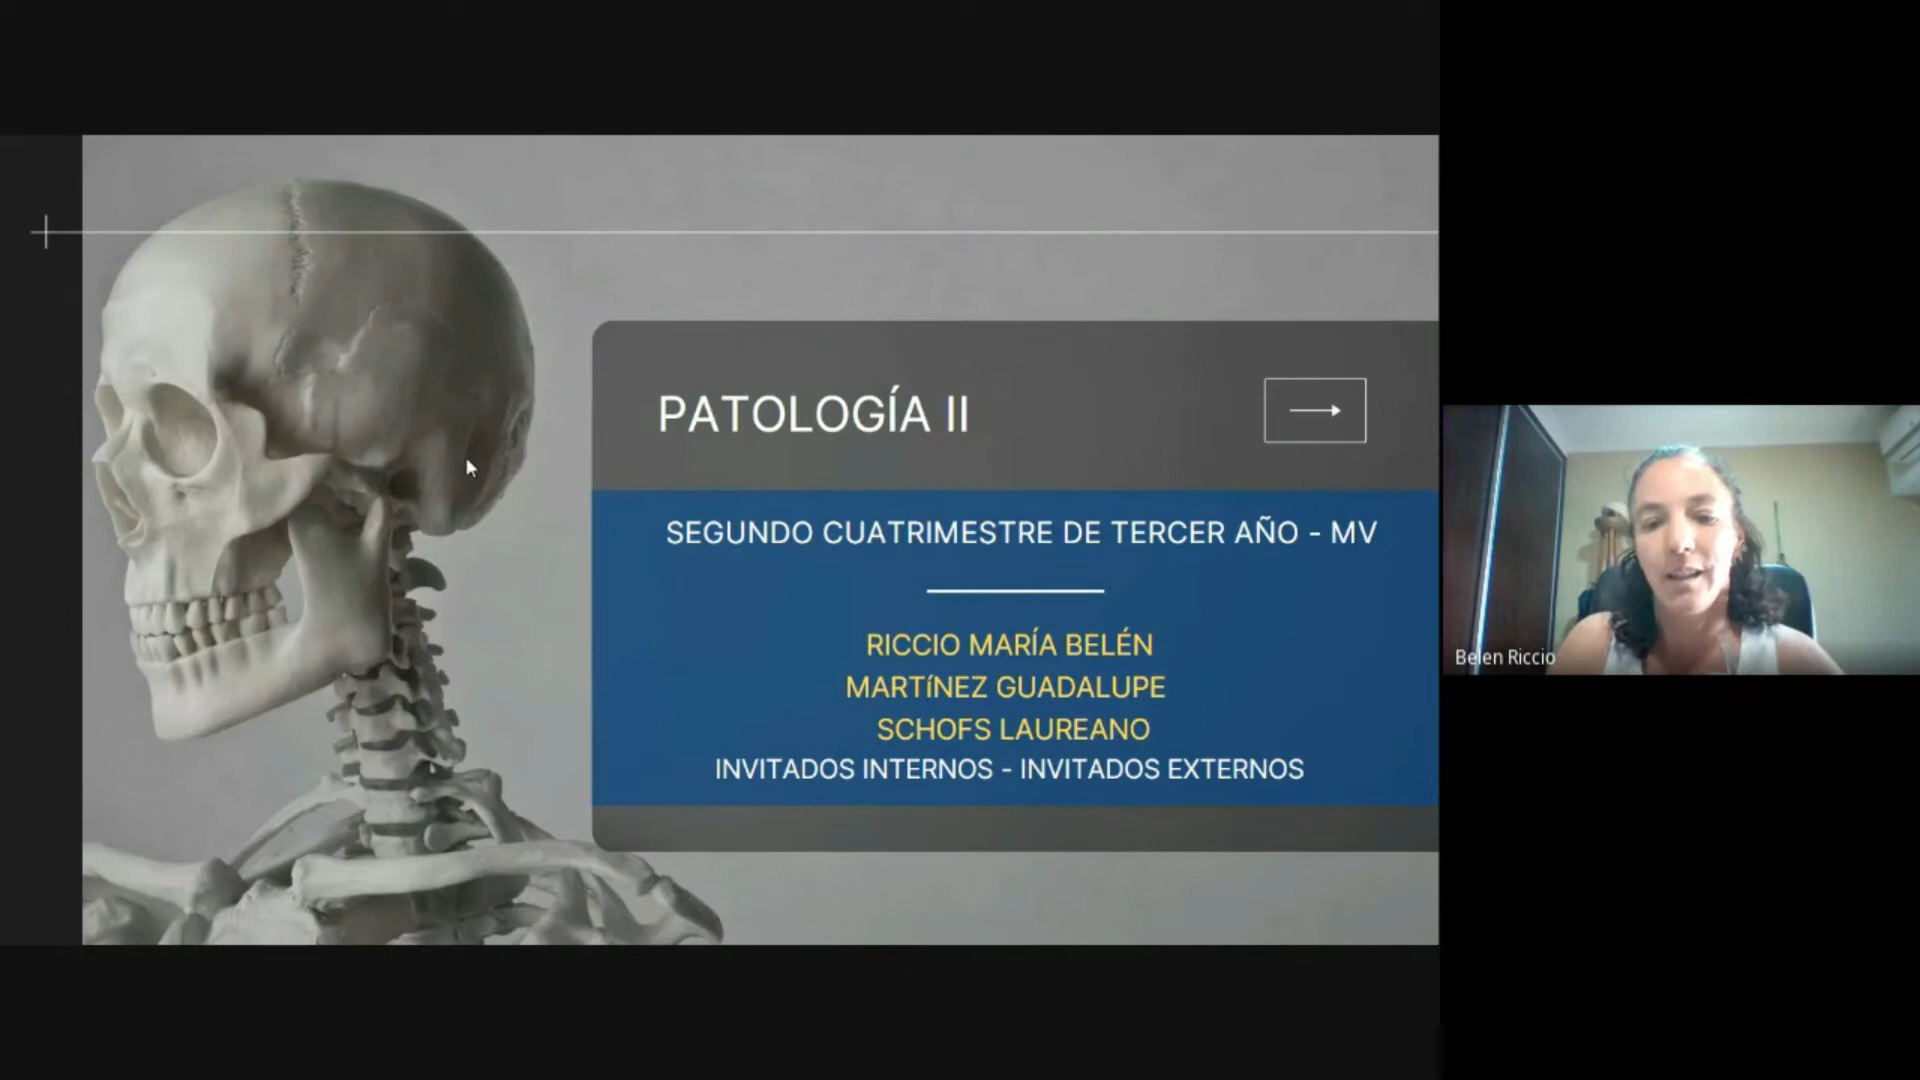 PATOLOGÍA II
SEGUNDO CUATRIMESTRE DE TERCER AÑO - MV
RICCIO MARÍA BELÉN
MARTíNEZ GUADALUPE
SCHOFS LAUREANO
INVITADOS INTERNOS - INVITADOS EXTERNOS
Belen Riccio